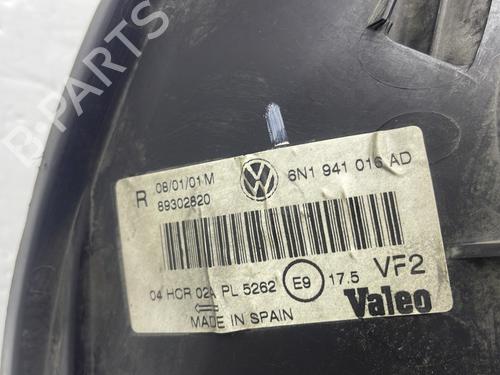 B-PARTS
R 08/01/01M 6N1 941 016 AD
89302820
04 HCR 02A PL 5262 E9 17.5 VF2
MADE IN SPAIN Valeo